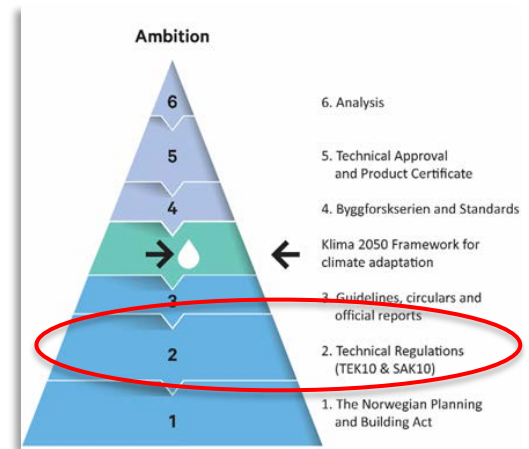 Ambition
6
6. Analysis
5
5. Technical Approval
and Product Certificate
4
4. Byggforskserien and Standards
Klima 2050 Framework for
climate adaptation
3
3. Guidelines, circulars and
official reports
2
2. Technical Regulations
(TEK10 & SAK10)
1
1. The Norwegian Planning
and Building Act